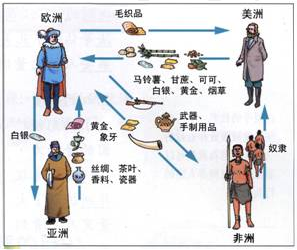 欧洲
毛织品
美洲
马铃薯、甘蔗、可可、
白银、黄金、烟草
白银
黄金、
象牙
武器、
手制用品
奴隶
丝绸、茶叶、
香料、瓷器
亚洲
非洲